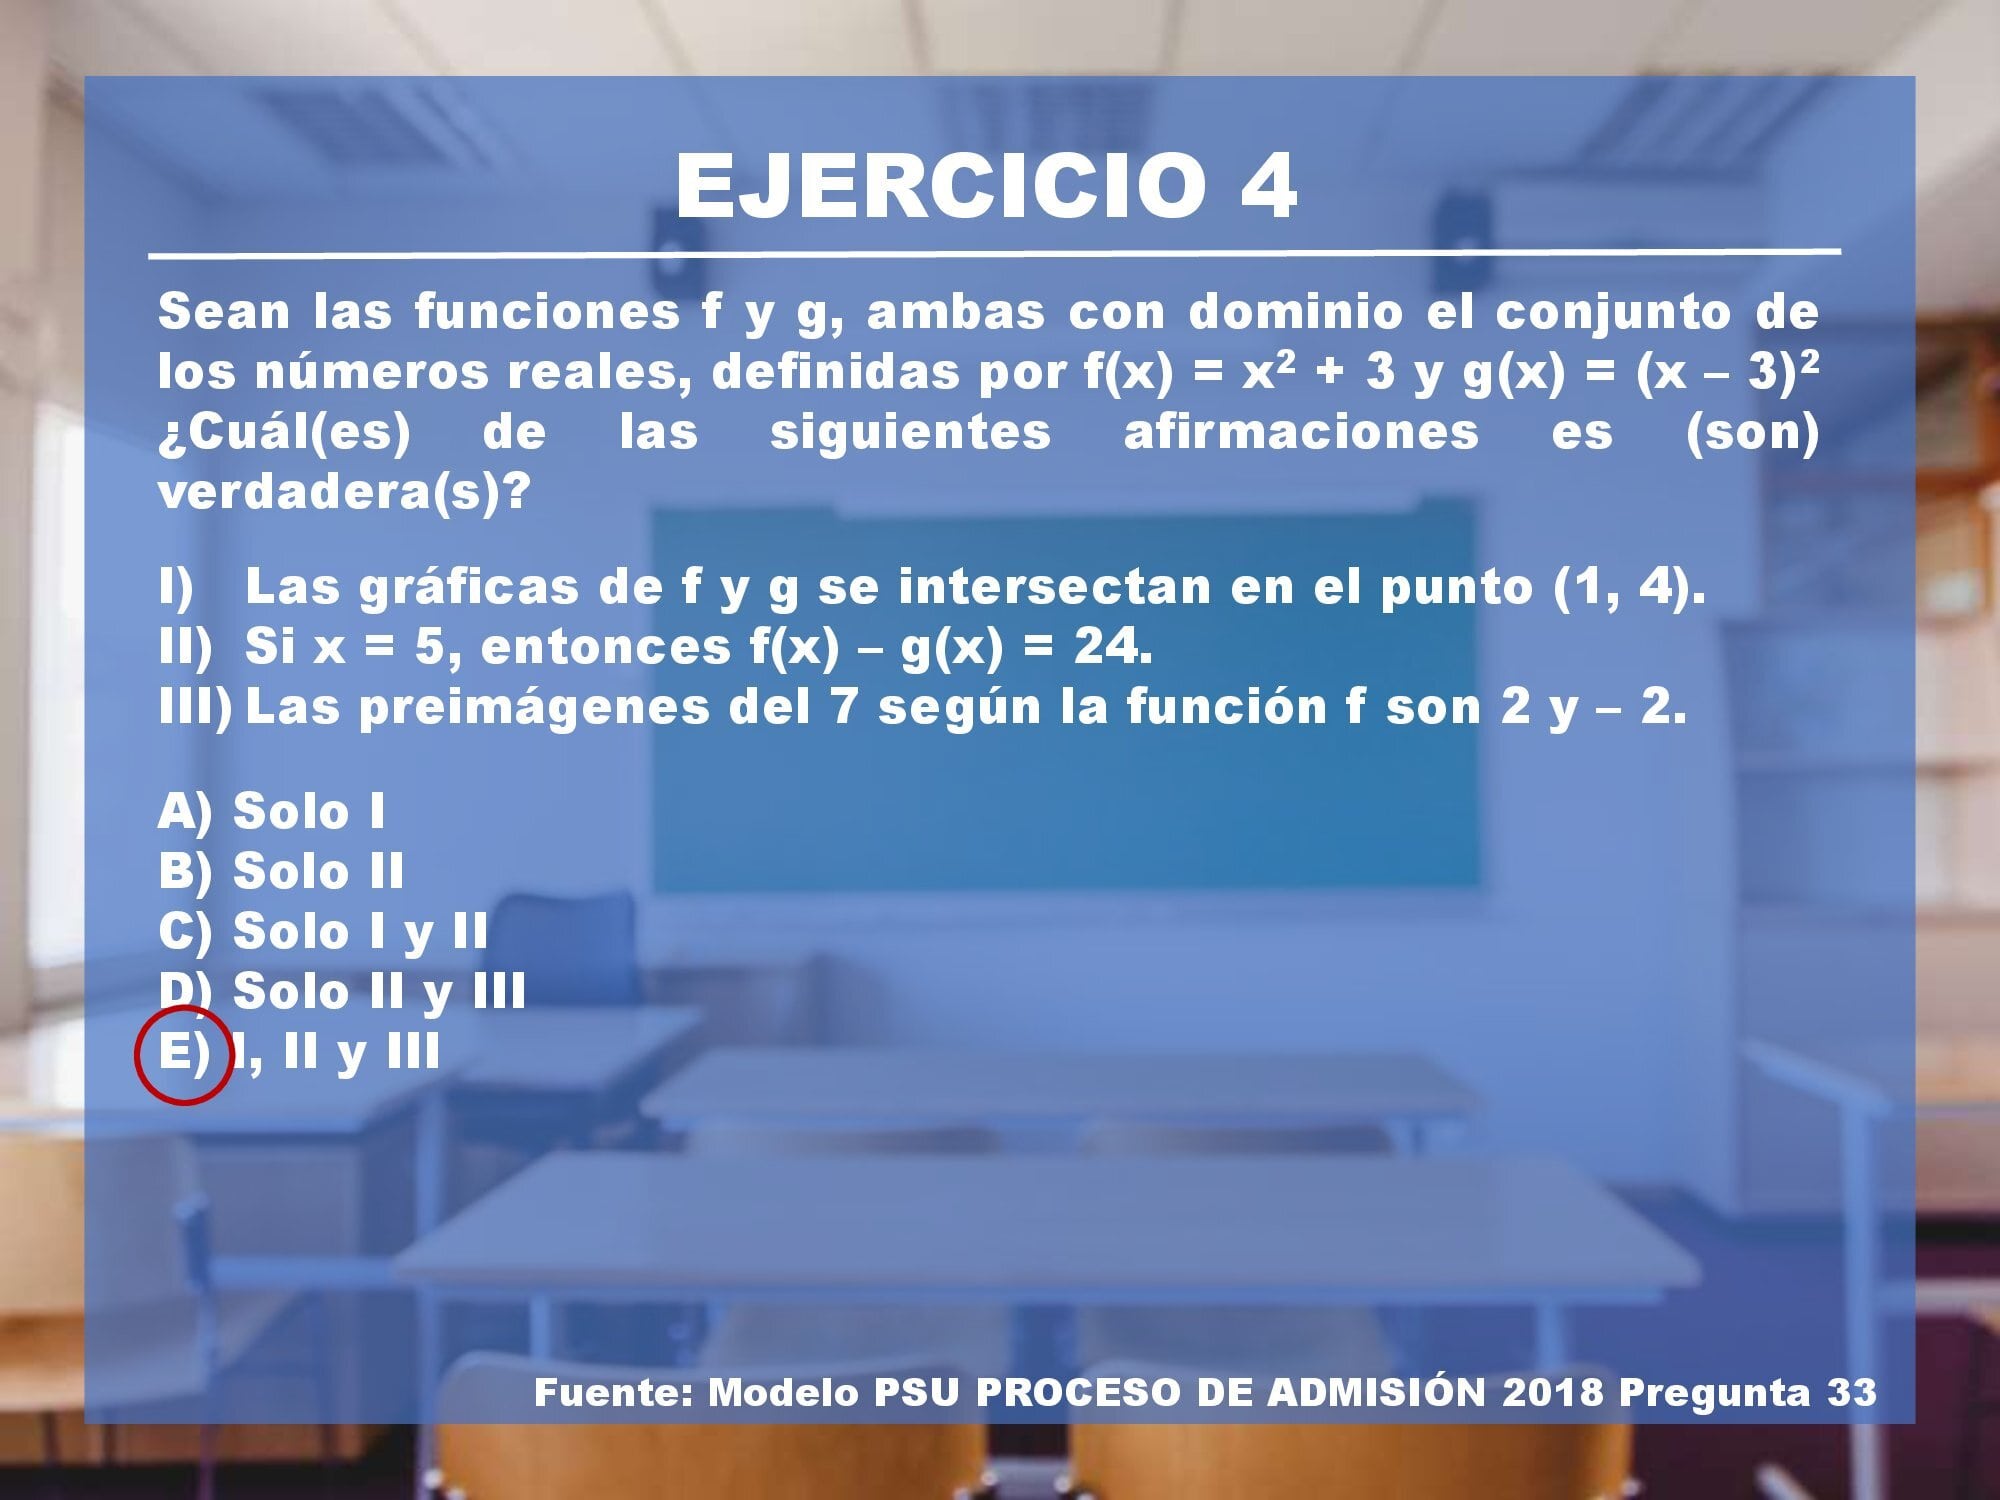 EJERCICIO 4
Sean las funciones f y g, ambas con dominio el conjunto de
los números reales, definidas por f(x) = x² + 3 y g(x) = (x – 3)²
¿Cuál(es) de las siguientes afirmaciones es (son)
verdadera(s)?
I) Las gráficas de f y g se intersectan en el punto (1, 4).
II) Si x = 5, entonces f(x) – g(x) = 24.
III) Las preimágenes del 7 según la función f son 2 y – 2.
A) Solo I
B) Solo II
C) Solo I y II
D) Solo II y III
E) I, II y III
Fuente: Modelo PSU PROCESO DE ADMISIÓN 2018 Pregunta 33